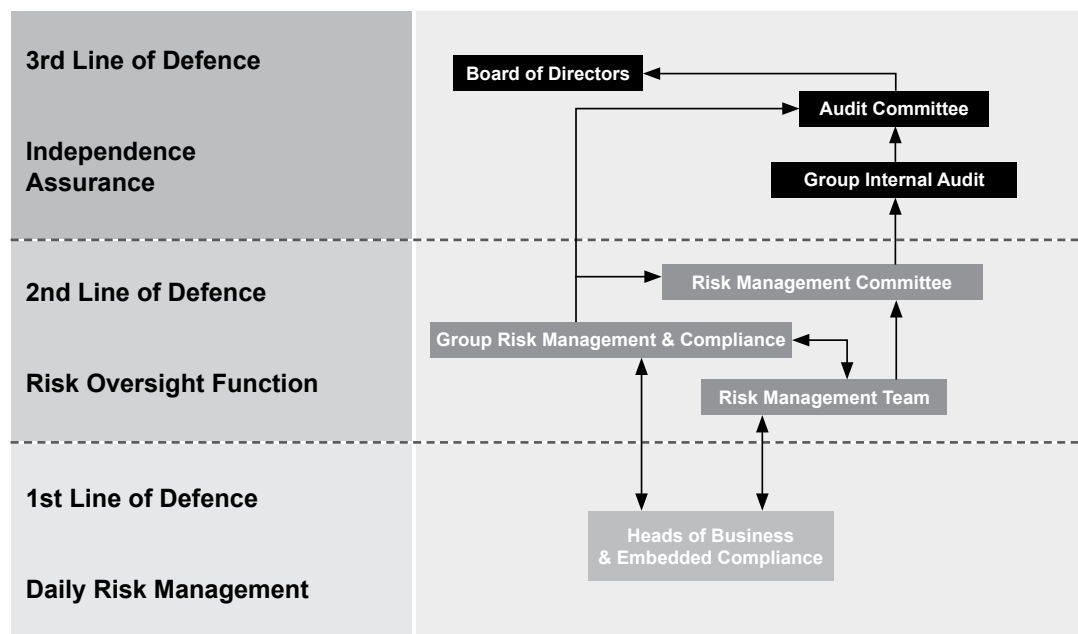 3rd Line of Defence
Independence
Assurance
Board of Directors
Audit Committee
Group Internal Audit
2nd Line of Defence
Risk Oversight Function
Risk Management Committee
Group Risk Management & Compliance
Risk Management Team
1st Line of Defence
Daily Risk Management
Heads of Business
& Embedded Compliance